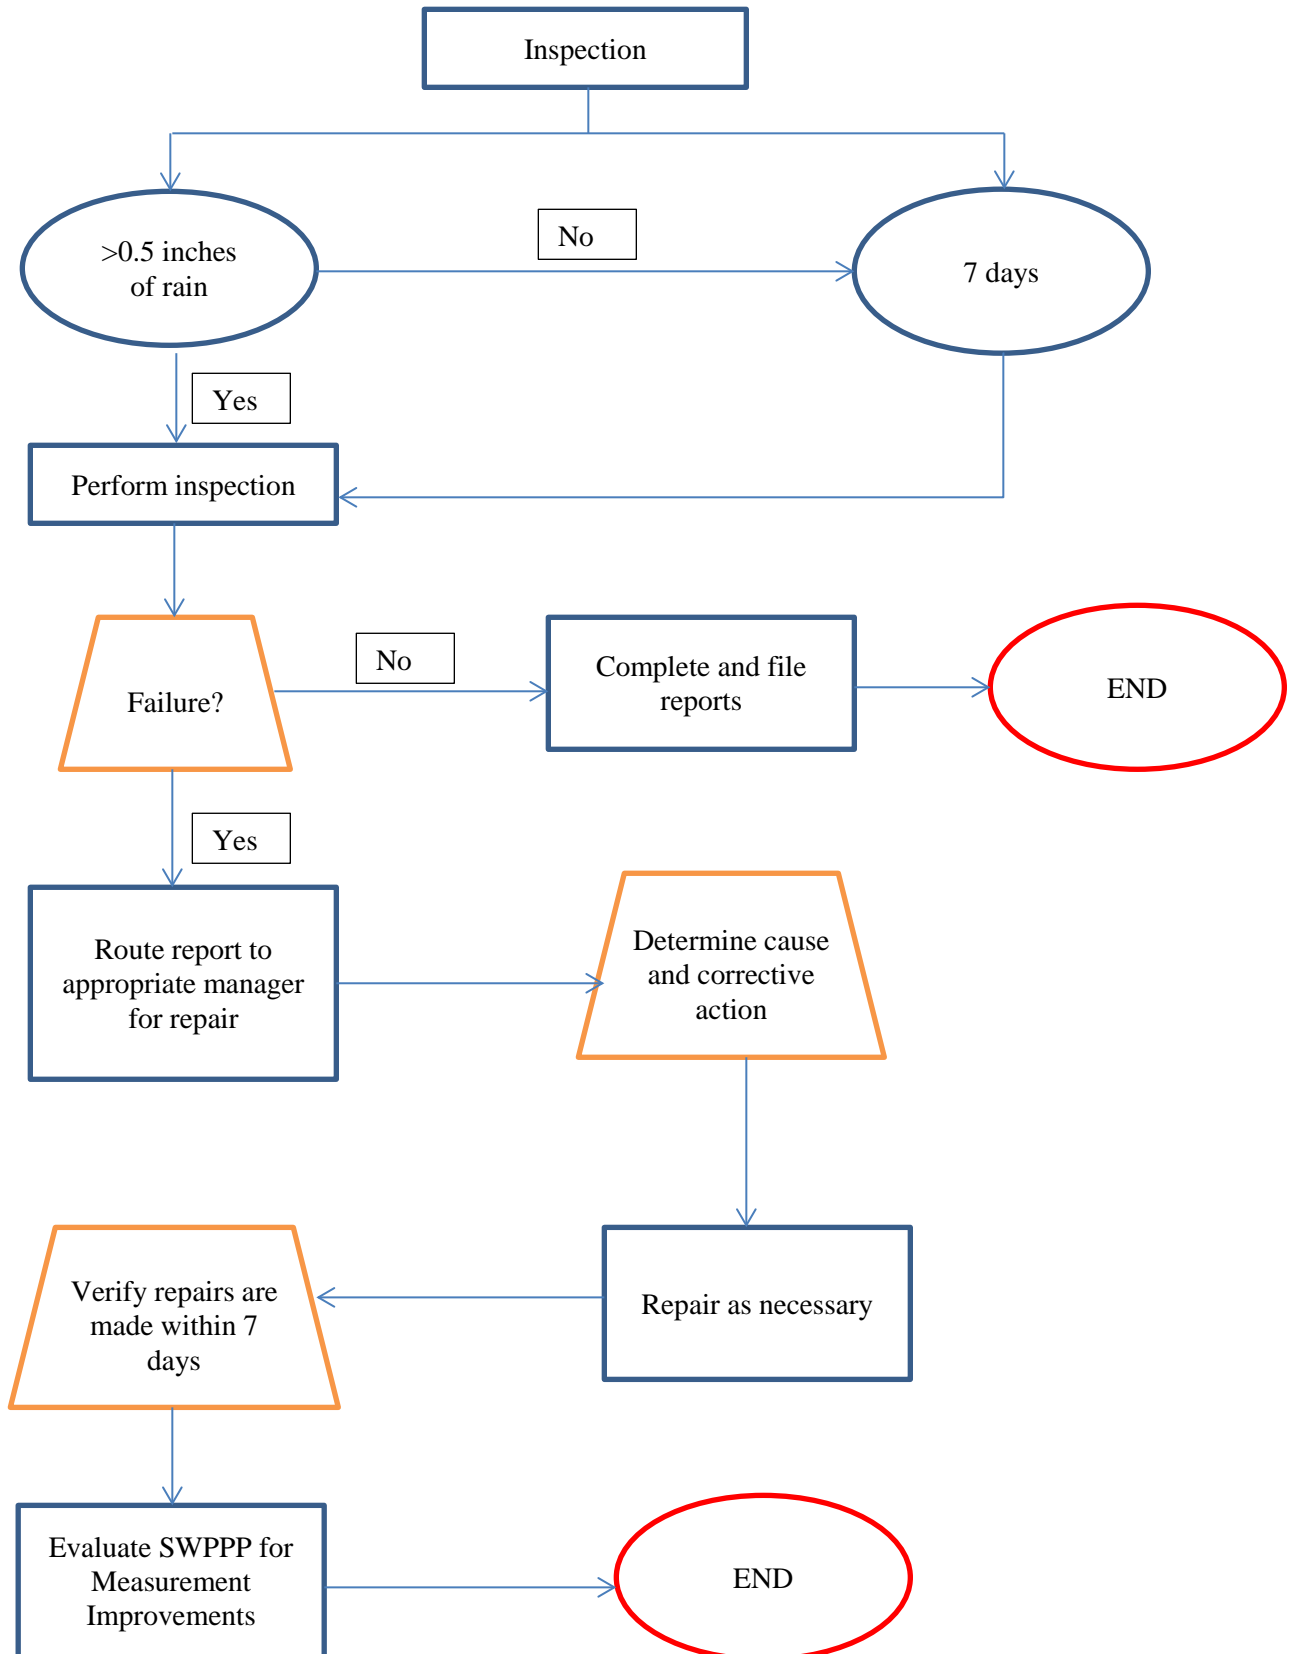 Inspection
>0.5 inches
of rain
No
7 days
Yes
Perform inspection
Failure?
No
Complete and file
reports
END
Yes
Route report to
appropriate manager
for repair
Determine cause
and corrective
action
Verify repairs are
made within 7
days
Repair as necessary
Evaluate SWPPP for
Measurement
Improvements
END